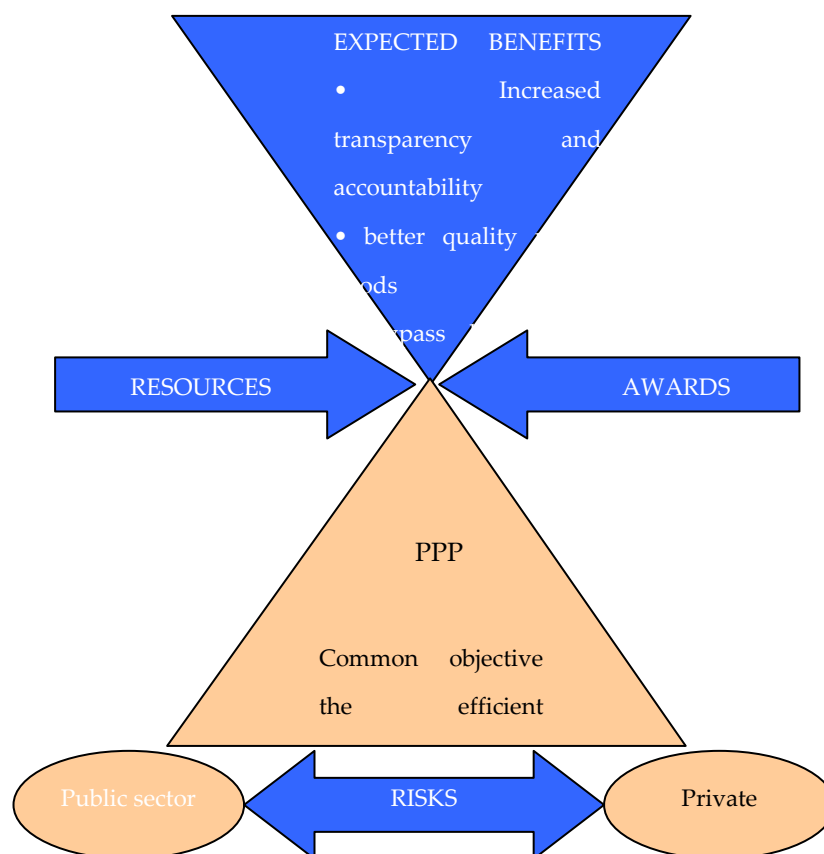 EXPECTED BENEFITS
• Increased
transparency and
accountability
• better quality
RESOURCES
AWARDS
PPP
Common objective
the efficient
Public sector
RISKS
Private